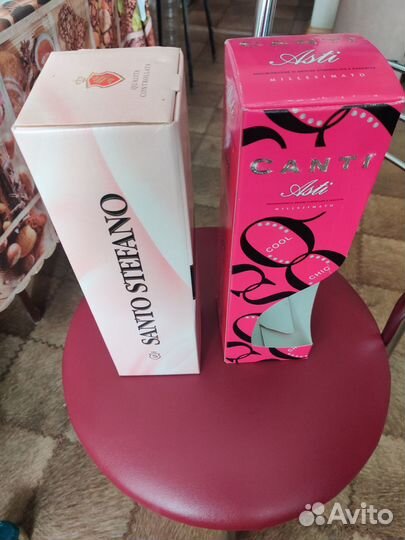 QUALITÀ
CONTROLLATA
SANTO STEFANO
Asti
MILLESIMATO
CANTI
Asti
MILLESIMATO
COOL
CHIC
Avito